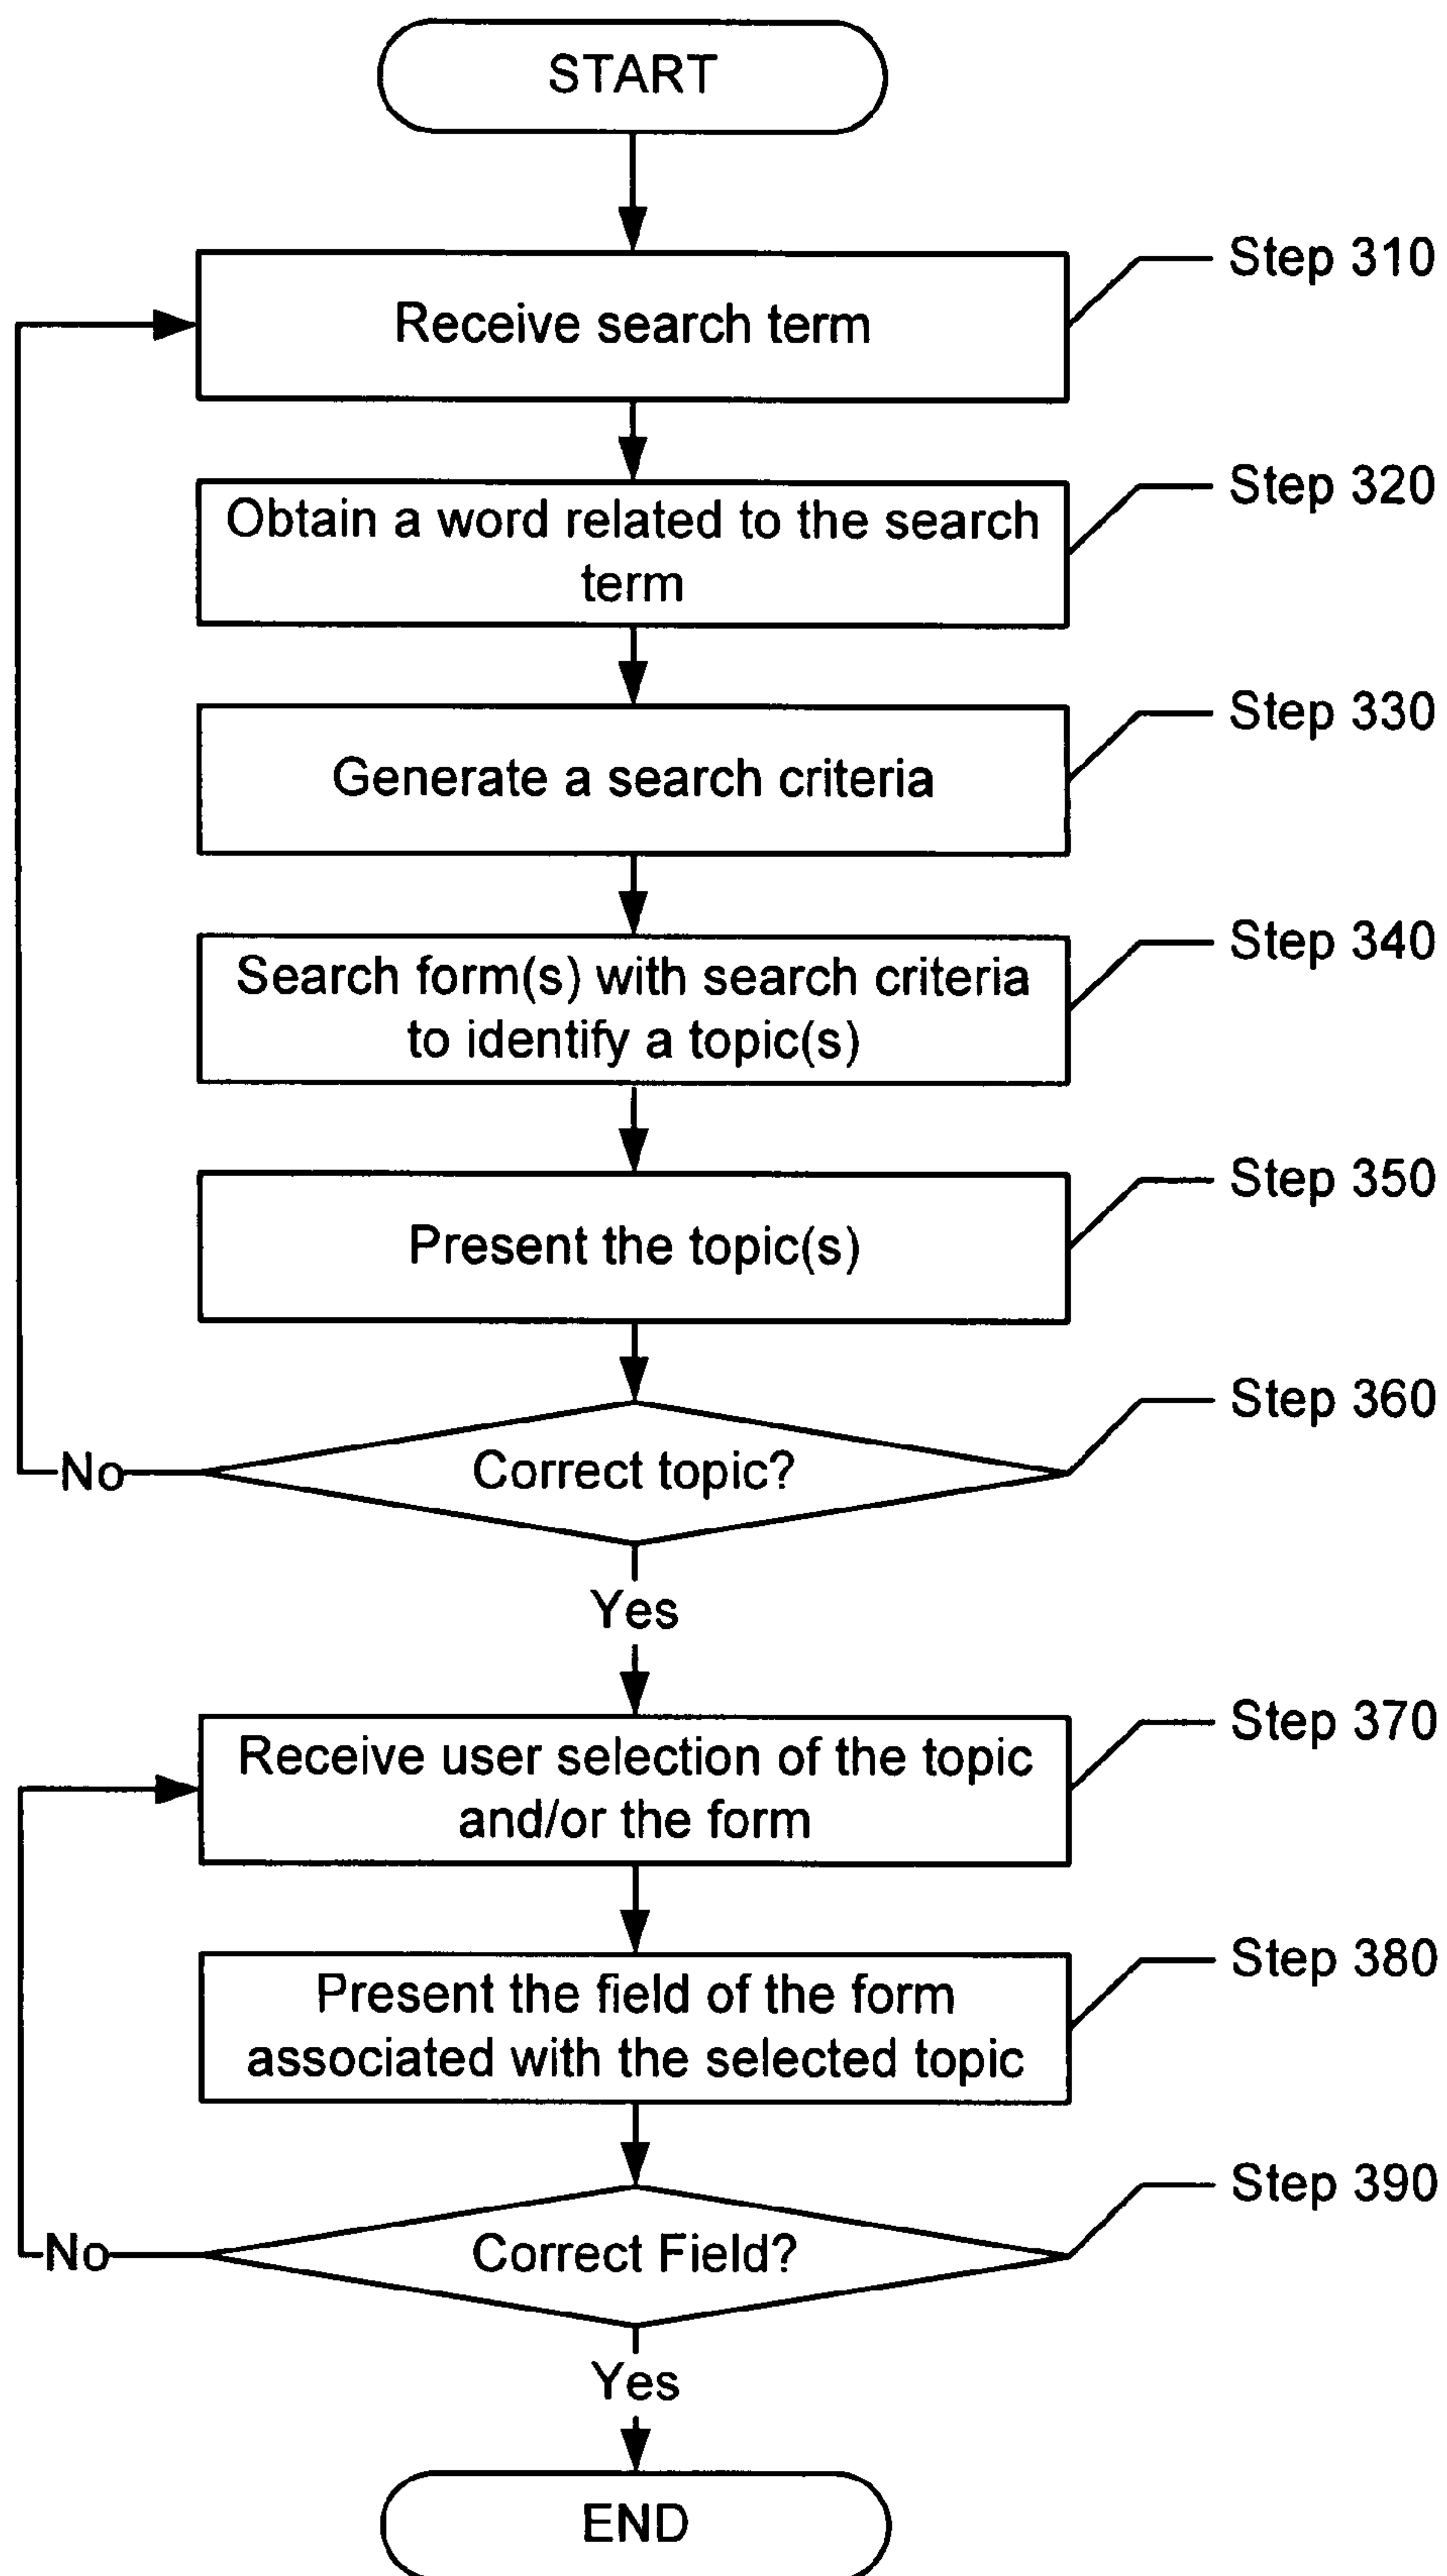 START
Step 310
Receive search term
Step 320
Obtain a word related to the search
term
Step 330
Generate a search criteria
Step 340
Search form(s) with search criteria
to identify a topic(s)
Step 350
Present the topic(s)
Step 360
Correct topic?
No
Yes
Step 370
Receive user selection of the topic
and/or the form
Step 380
Present the field of the form
associated with the selected topic
Step 390
Correct Field?
No
Yes
END